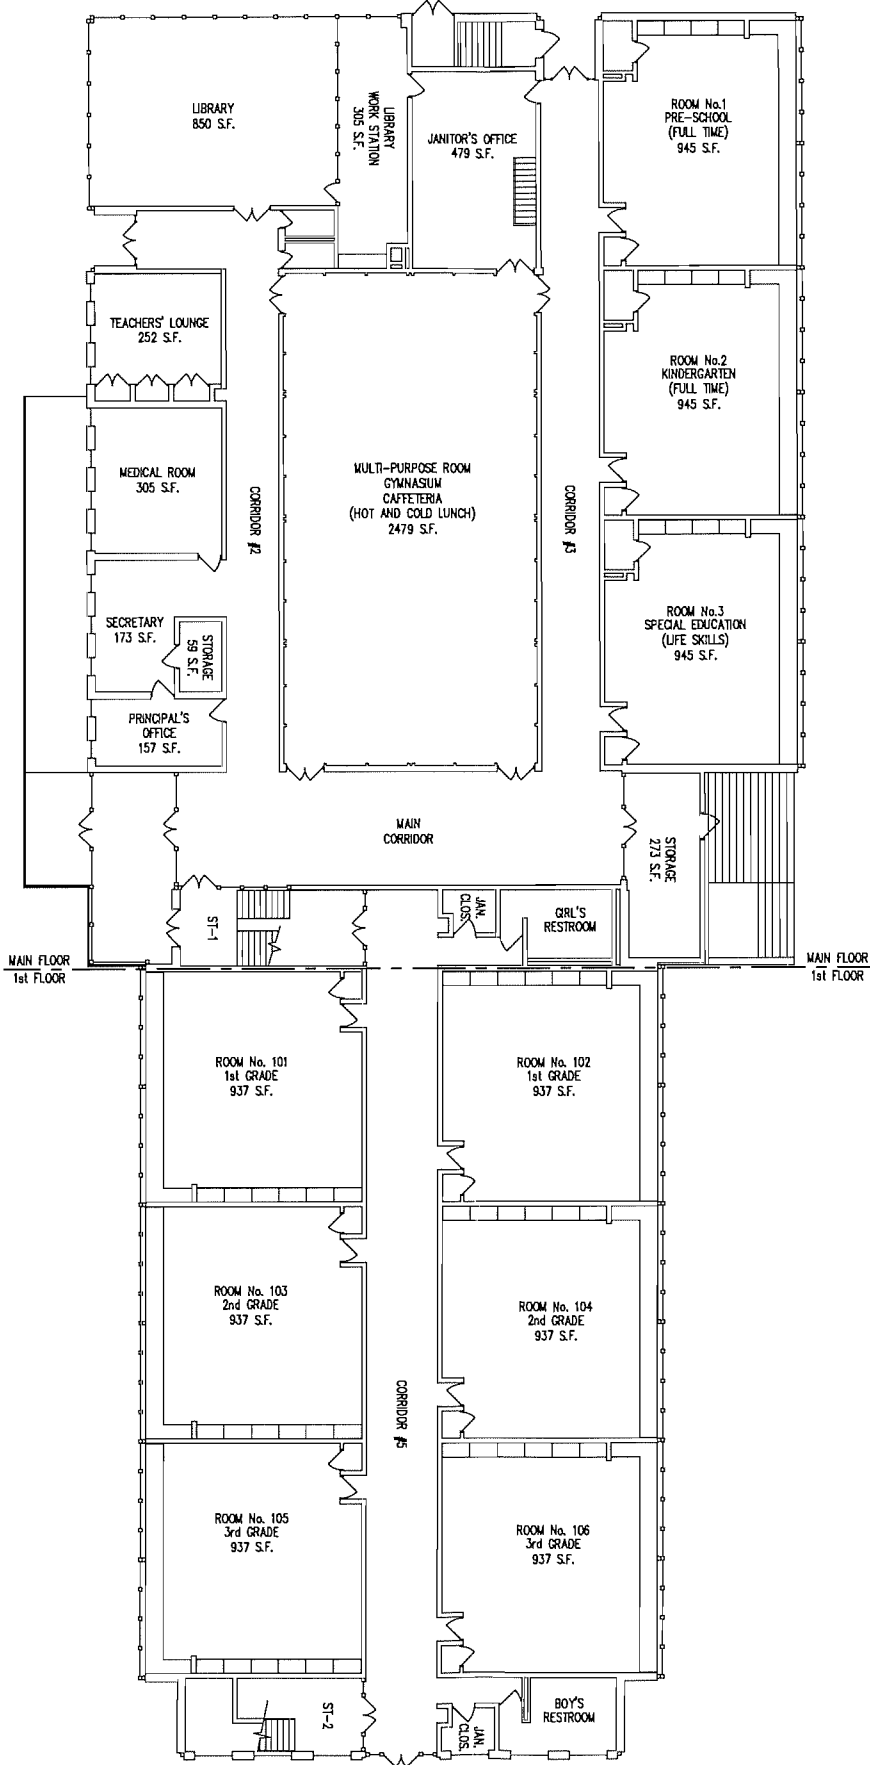 LIBRARY
850 S.F.
LIBRARY
WORK STATION
305 S.F.
JANITOR'S OFFICE
479 S.F.
ROOM No.1
PRE-SCHOOL
(FULL TIME)
945 S.F.
TEACHERS' LOUNGE
252 S.F.
ROOM No.2
KINDERGARTEN
(FULL TIME)
945 S.F.
MEDICAL ROOM
305 S.F.
CORRIDOR #2
MULTI-PURPOSE ROOM
GYMNASIUM
CAFFETERIA
(HOT AND COLD LUNCH)
2479 S.F.
CORRIDOR #3
SECRETARY
173 S.F.
STORAGE
59 S.F.
ROOM No.3
SPECIAL EDUCATION
(LIFE SKILLS)
945 S.F.
PRINCIPAL'S
OFFICE
157 S.F.
MAIN
CORRIDOR
STORAGE
273 S.F.
ST-1
JAN.
CLOS.
GIRL'S
RESTROOM
MAIN FLOOR
1st FLOOR
MAIN FLOOR
1st FLOOR
ROOM No. 101
1st GRADE
937 S.F.
ROOM No. 102
1st GRADE
937 S.F.
ROOM No. 103
2nd GRADE
937 S.F.
ROOM No. 104
2nd GRADE
937 S.F.
CORRIDOR #5
ROOM No. 105
3rd GRADE
937 S.F.
ROOM No. 106
3rd GRADE
937 S.F.
ST-2
JAN.
CLOS.
BOY'S
RESTROOM